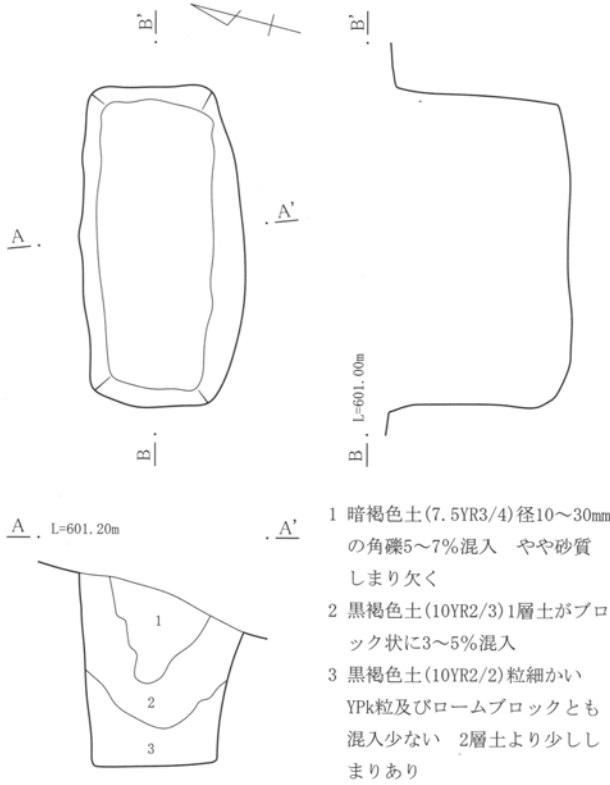 B'
B'
A
A'
B
B
L=601.00m
A
L=601.20m
A'
1
2
3
1 暗褐色土(7.5YR3/4)径10～30mm
の角礫5～7%混入　やや砂質
しまり欠く
2 黒褐色土(10YR2/3)1層土がブロ
ック状に3～5%混入
3 黒褐色土(10YR2/2)粒細かい
YPk粒及びロームブロックとも
混入少ない　2層土より少しし
まりあり